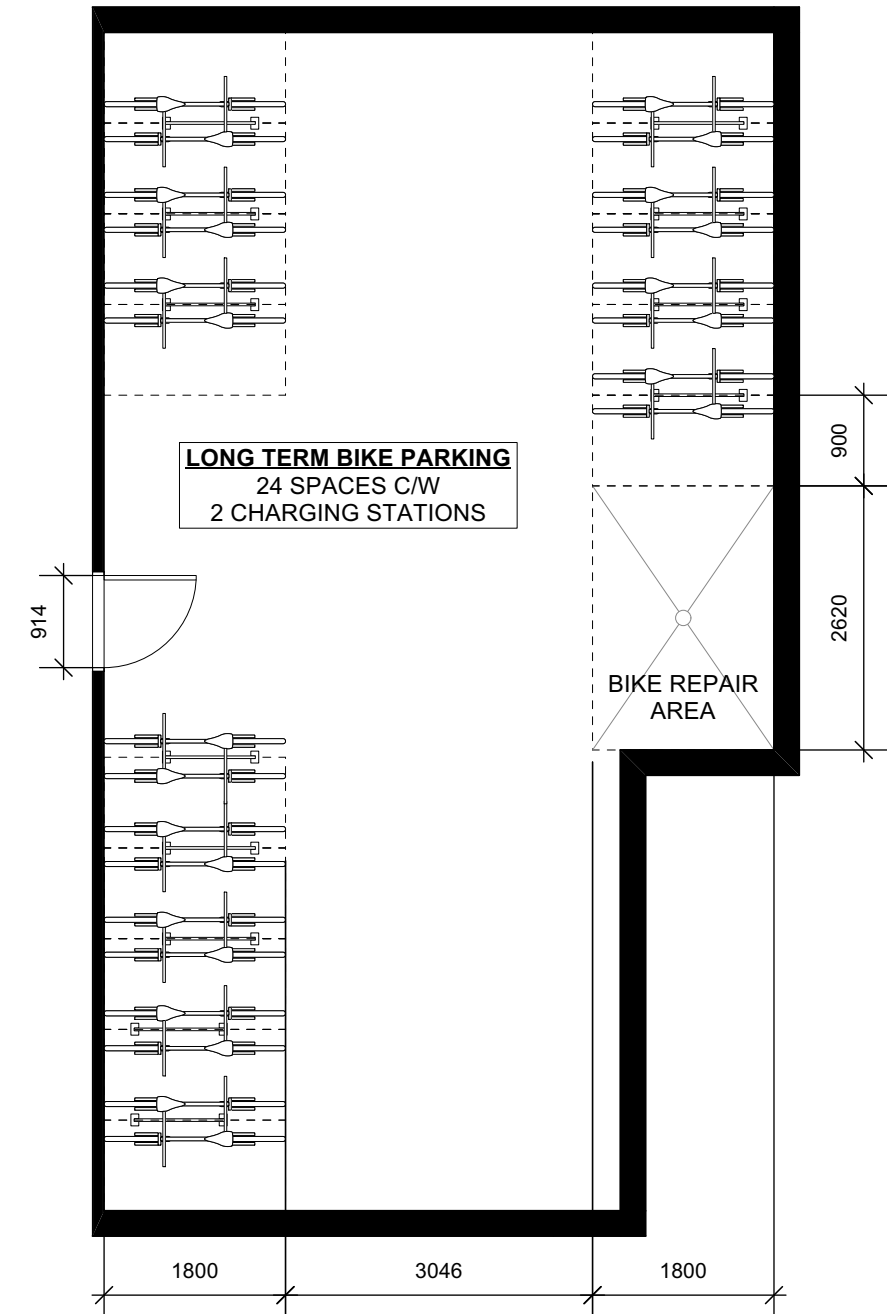 LONG TERM BIKE PARKING
24 SPACES C/W
2 CHARGING STATIONS
900
914
2620
BIKE REPAIR
AREA
1800
3046
1800